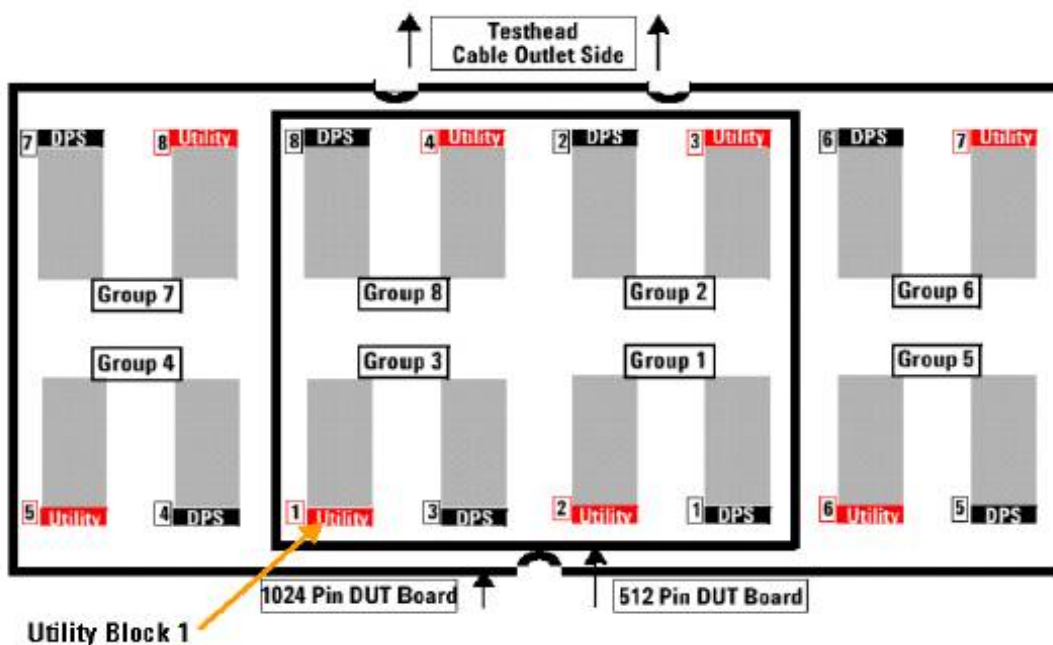 Testhead
Cable Outlet Side
7 DPS 8 Utility 8 DPS 4 Utility 2 DPS 3 Utility 6 DPS 7 Utility
Group 7 Group 8 Group 2 Group 6
Group 4 Group 3 Group 1 Group 5
5 Utility 4 DPS 1 Utility 3 DPS 2 Utility 1 DPS 6 Utility 5 DPS
1024 Pin DUT Board 512 Pin DUT Board
Utility Block 1